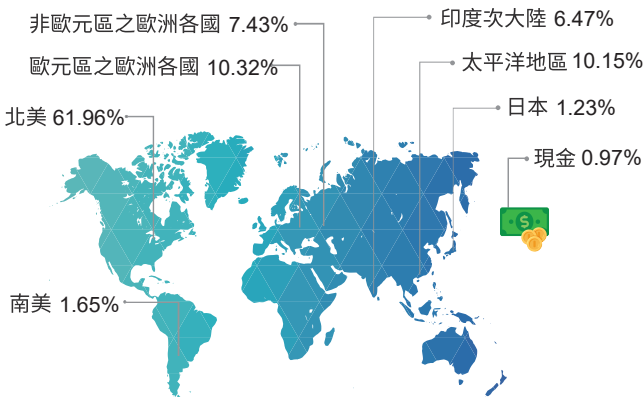 非歐元區之歐洲各國 7.43%
歐元區之歐洲各國 10.32%
北美 61.96%
南美 1.65%
印度次大陸 6.47%
太平洋地區 10.15%
日本 1.23%
現金 0.97%